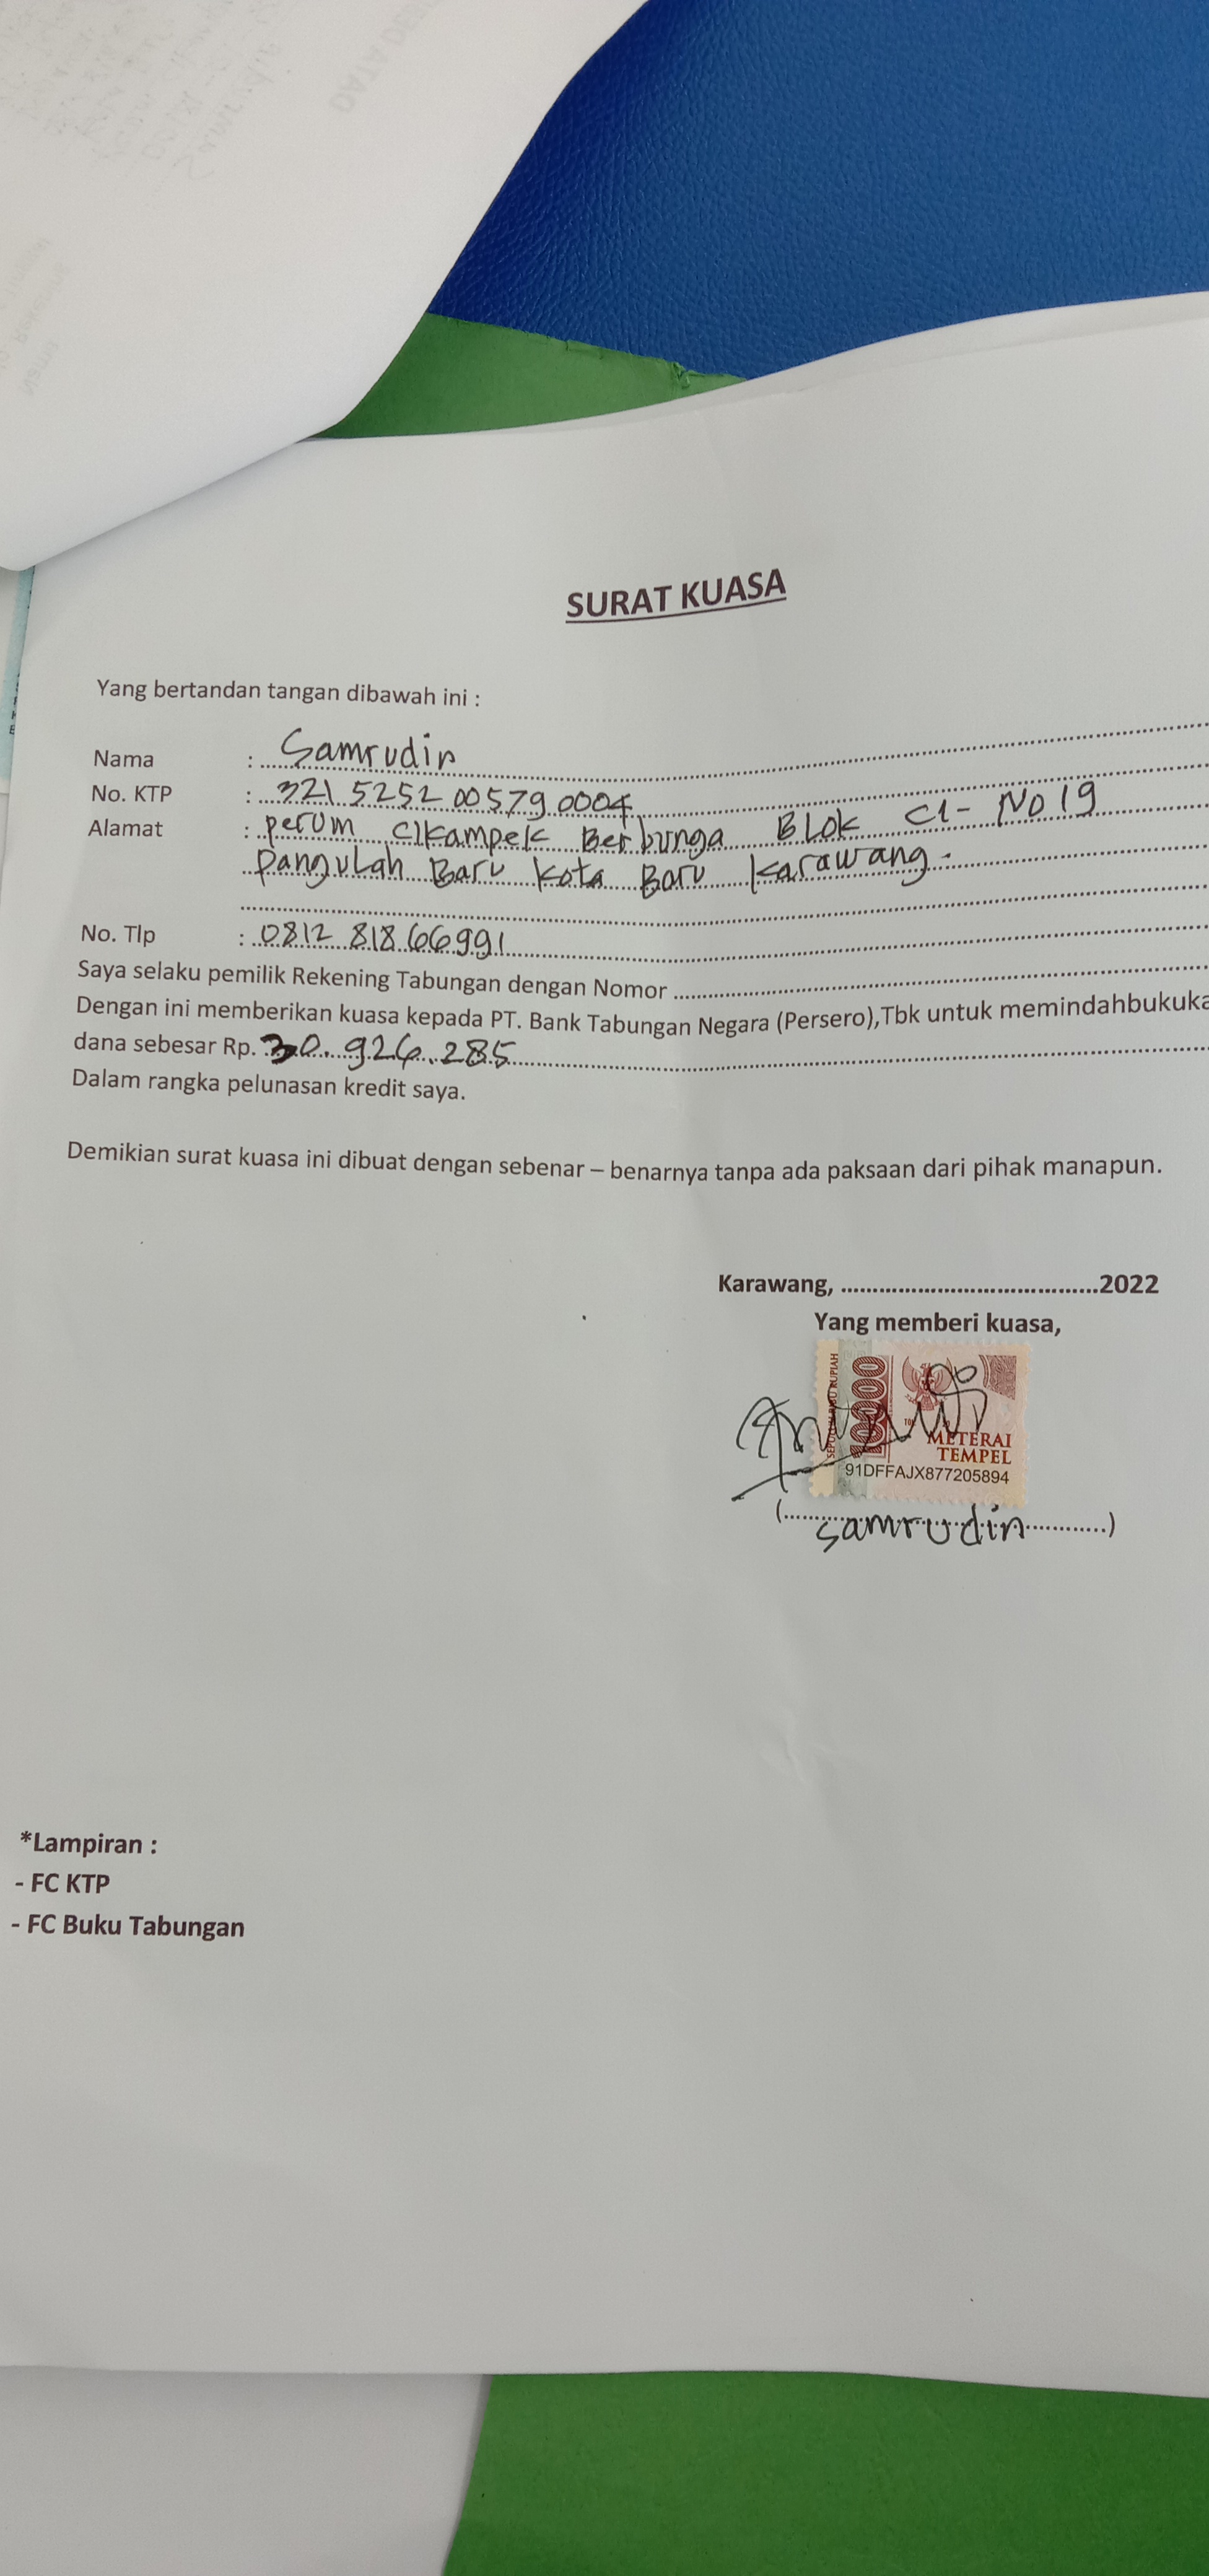 SURAT KUASA
Yang bertandan tangan dibawah ini :
Nama : Samrudin
No. KTP : 321 5252 00579 0004
Alamat : perum Cikampek Berbunga Blok C1 - No 19
Pangulah Baru Kota Baru Karawang.
No. Tlp : 0812 818 66991
Saya selaku pemilik Rekening Tabungan dengan Nomor
Dengan ini memberikan kuasa kepada PT. Bank Tabungan Negara (Persero),Tbk untuk memindahbukuka
dana sebesar Rp. 30.926.285
Dalam rangka pelunasan kredit saya.
Demikian surat kuasa ini dibuat dengan sebenar – benarnya tanpa ada paksaan dari pihak manapun.
Karawang, ........................................2022
Yang memberi kuasa,
SEPULUH RIBU RUPIAH
10000
METERAI
TEMPEL
91DFFAJX877205894
(samrudin)
*Lampiran :
- FC KTP
- FC Buku Tabungan